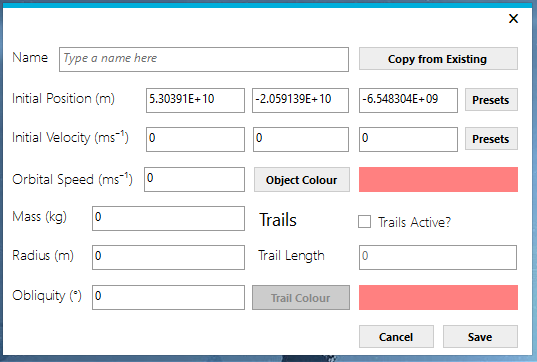 ×
Name Type a name here Copy from Existing
Initial Position (m) 5.30391E+10 -2.059139E+10 -6.548304E+09 Presets
Initial Velocity (ms⁻¹) 0 0 0 Presets
Orbital Speed (ms⁻¹) 0 Object Colour
Mass (kg) 0 Trails Trails Active?
Radius (m) 0 Trail Length 0
Obliquity (°) 0 Trail Colour
Cancel Save